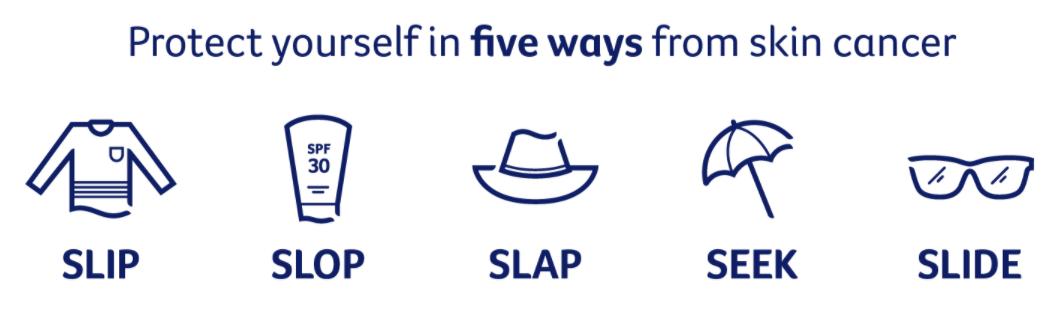 Protect yourself in five ways from skin cancer
SPF
30
SLIP
SLOP
SLAP
SEEK
SLIDE